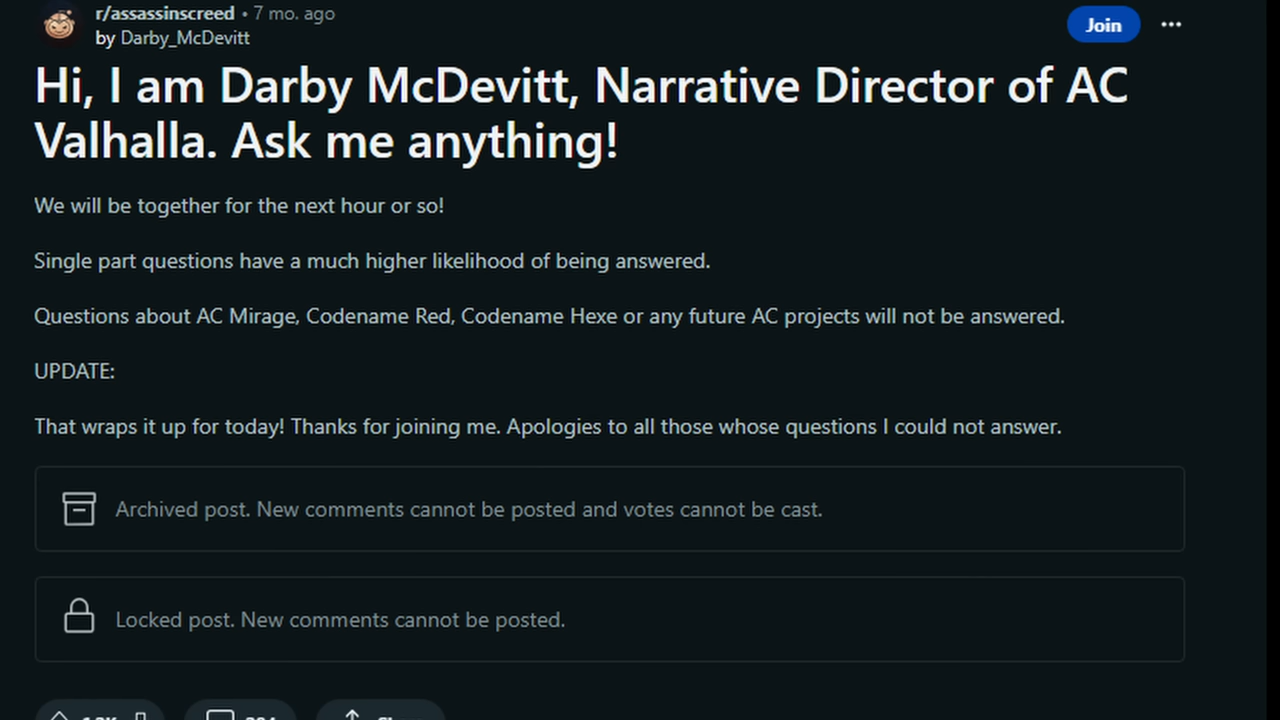 r/assassinscreed • 7 mo. ago
by Darby_McDevitt
Join
Hi, I am Darby McDevitt, Narrative Director of AC
Valhalla. Ask me anything!
We will be together for the next hour or so!
Single part questions have a much higher likelihood of being answered.
Questions about AC Mirage, Codename Red, Codename Hexe or any future AC projects will not be answered.
UPDATE:
That wraps it up for today! Thanks for joining me. Apologies to all those whose questions I could not answer.
Archived post. New comments cannot be posted and votes cannot be cast.
Locked post. New comments cannot be posted.